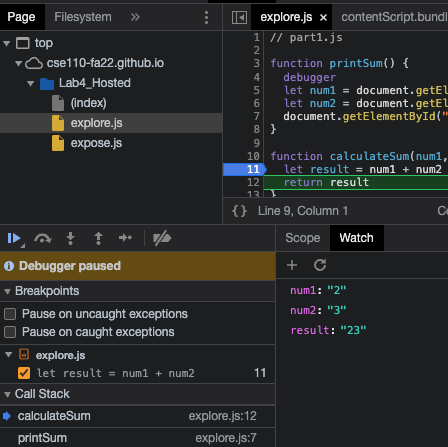 Page
Filesystem
»
top
cse110-fa22.github.io
Lab4_Hosted
(index)
explore.js
expose.js
explore.js ×
contentScript.bundl
1 // part1.js
2
3 function printSum() {
4 debugger
5 let num1 = document.getEl
6 let num2 = document.getEl
7 document.getElementById("
8 }
9
10 function calculateSum(num1,
11 let result = num1 + num2
12 return result
13 }
{} Line 9, Column 1
Co
Debugger paused
Breakpoints
Pause on uncaught exceptions
Pause on caught exceptions
explore.js
let result = num1 + num2 11
Call Stack
calculateSum explore.js:12
printSum explore.js:7
Scope
Watch
num1: "2"
num2: "3"
result: "23"